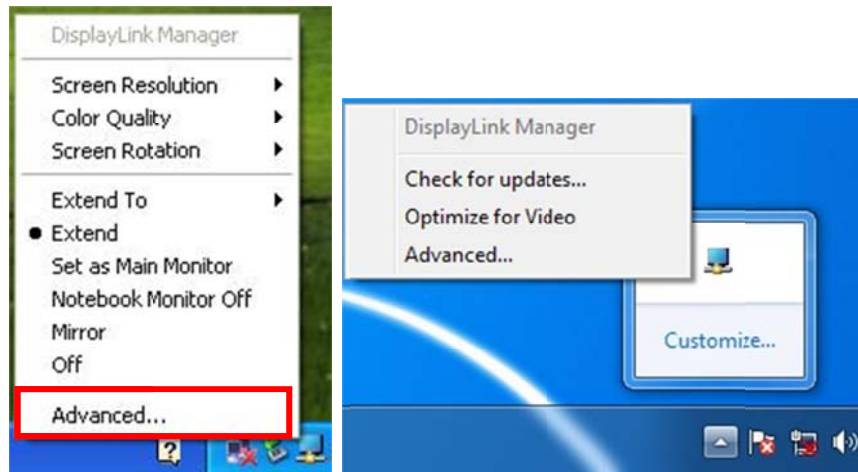 DisplayLink Manager
Screen Resolution
Color Quality
Screen Rotation
Extend To
Extend
Set as Main Monitor
Notebook Monitor Off
Mirror
Off
Advanced...
DisplayLink Manager
Check for updates...
Optimize for Video
Advanced...
Customize...